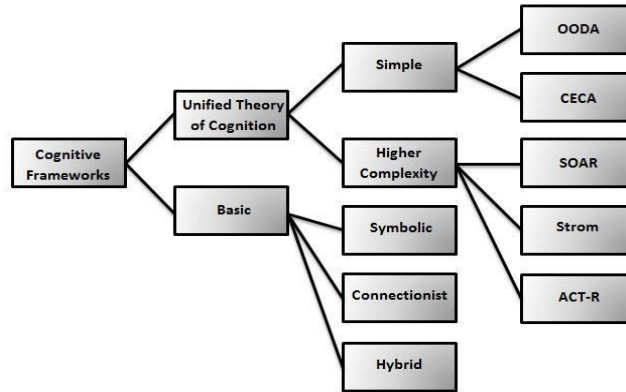 Cognitive
Frameworks
Unified Theory
of Cognition
Basic
Simple
Higher
Complexity
Symbolic
Connectionist
Hybrid
OODA
CECA
SOAR
Strom
ACT-R